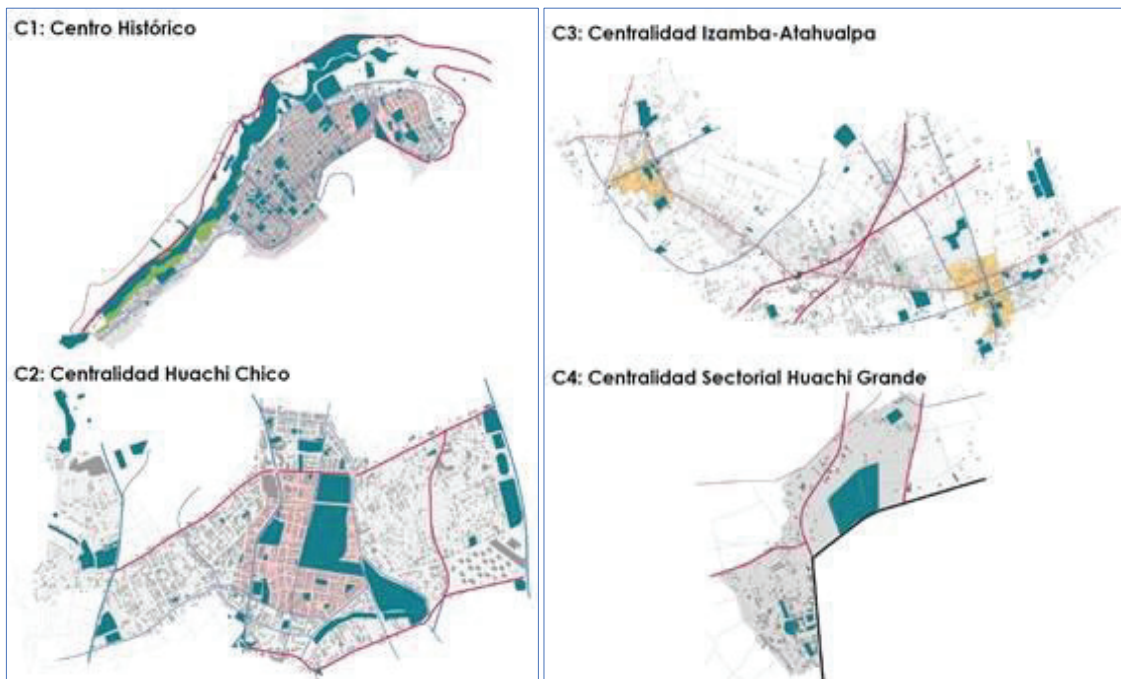 C1: Centro Histórico
C2: Centralidad Huachi Chico
C3: Centralidad Izamba-Atahualpa
C4: Centralidad Sectorial Huachi Grande